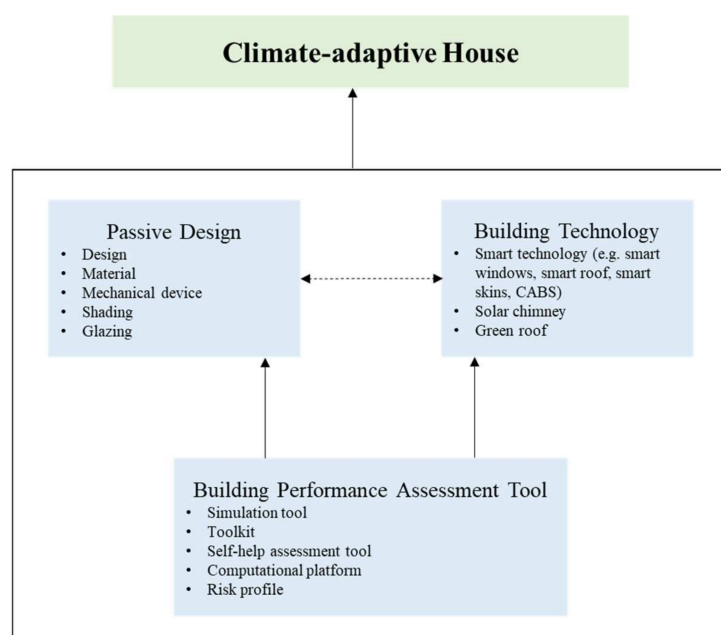 Climate-adaptive House
Passive Design
• Design
• Material
• Mechanical device
• Shading
• Glazing
Building Technology
• Smart technology (e.g. smart
windows, smart roof, smart
skins, CABS)
• Solar chimney
• Green roof
Building Performance Assessment Tool
• Simulation tool
• Toolkit
• Self-help assessment tool
• Computational platform
• Risk profile